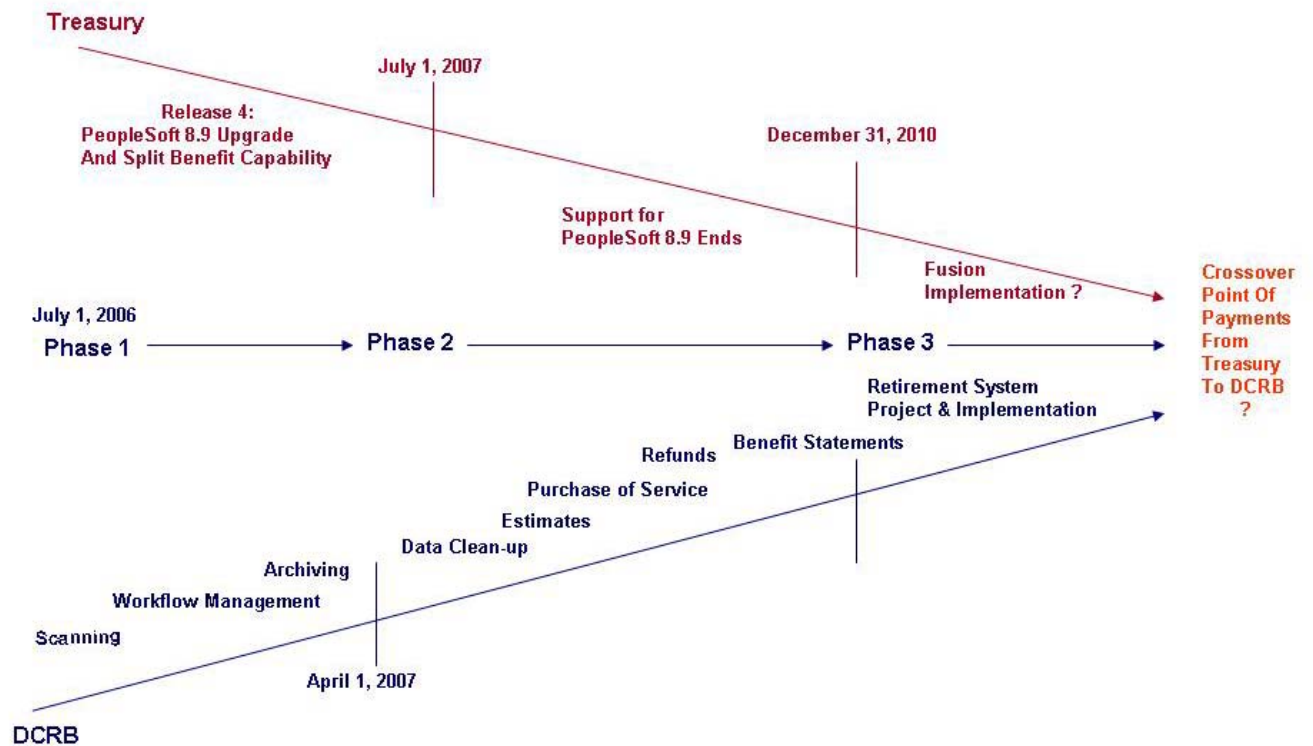 Treasury
July 1, 2007
Release 4:
PeopleSoft 8.9 Upgrade
And Split Benefit Capability
December 31, 2010
Support for
PeopleSoft 8.9 Ends
Fusion
Implementation ?
Crossover
Point Of
Payments
From
Treasury
To DCRB
?
July 1, 2006
Phase 1
Phase 2
Phase 3
Retirement System
Project & Implementation
Benefit Statements
Refunds
Purchase of Service
Estimates
Data Clean-up
Archiving
Workflow Management
Scanning
April 1, 2007
DCRB